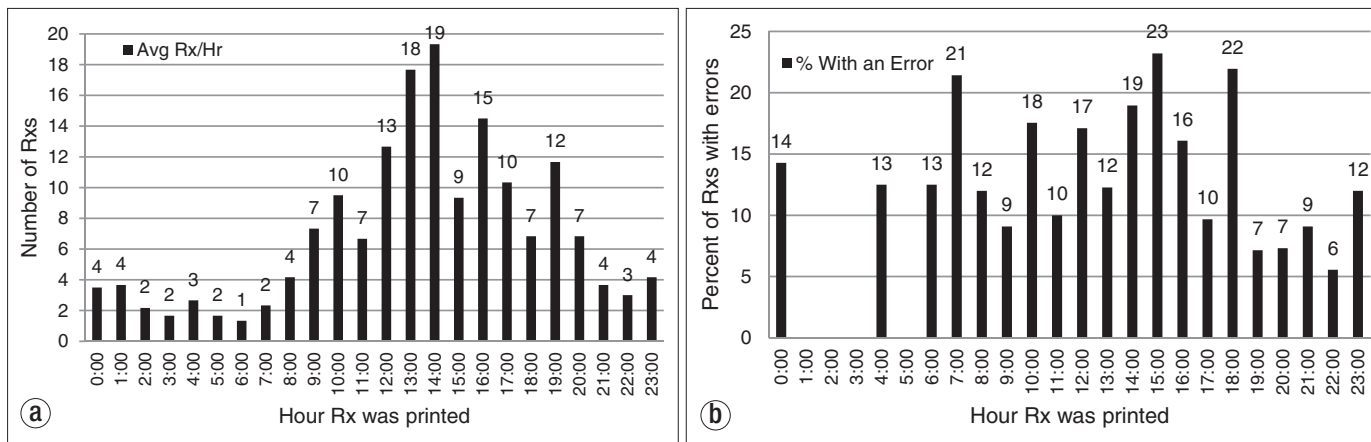 Avg Rx/Hr
Number of Rxs
20
18
16
14
12
10
8
6
4
2
0
4 4 2 2 3 2 1 2 4 7 10 7 13 18 19 9 15 10 7 12 7 4 3 4
0:00 1:00 2:00 3:00 4:00 5:00 6:00 7:00 8:00 9:00 10:00 11:00 12:00 13:00 14:00 15:00 16:00 17:00 18:00 19:00 20:00 21:00 22:00 23:00
Hour Rx was printed
a
% With an Error
Percent of Rxs with errors
25
20
15
10
5
0
14 13 13 21 12 9 18 10 17 12 19 23 16 10 22 7 7 9 6 12
0:00 1:00 2:00 3:00 4:00 5:00 6:00 7:00 8:00 9:00 10:00 11:00 12:00 13:00 14:00 15:00 16:00 17:00 18:00 19:00 20:00 21:00 22:00 23:00
Hour Rx was printed
b